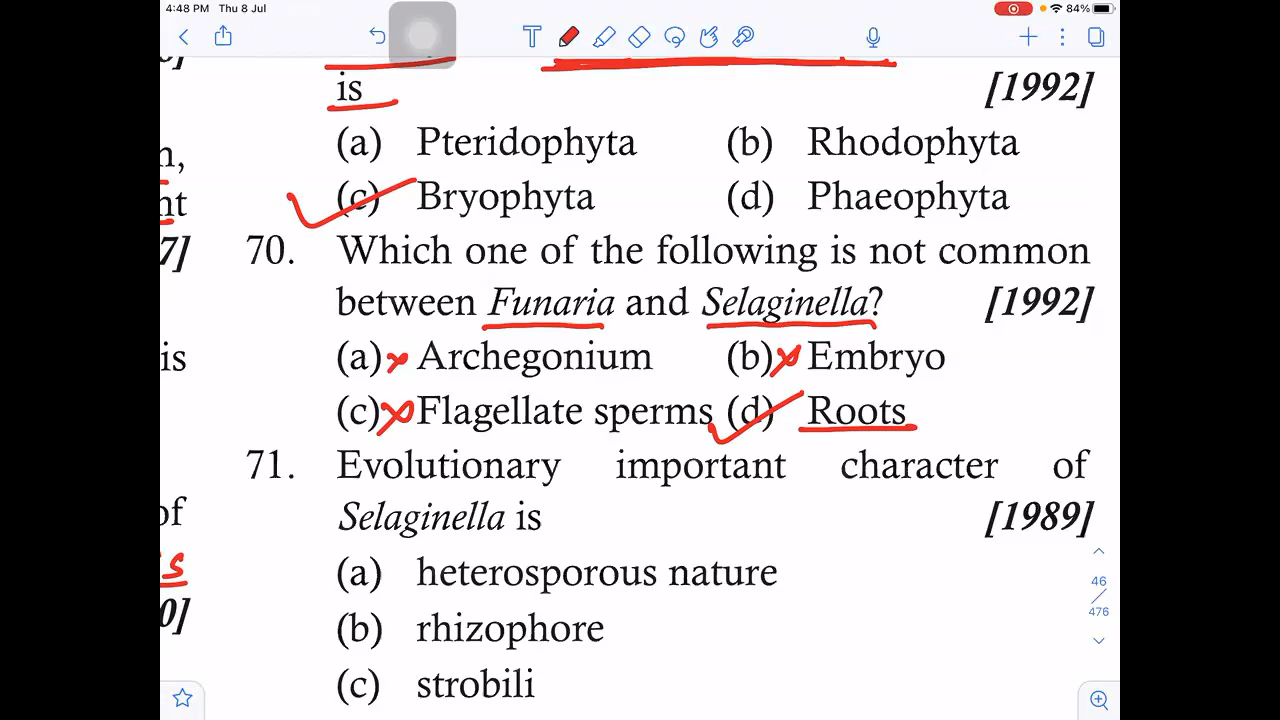 4:48 PM Thu 8 Jul
84%
T
is [1992]
(a) Pteridophyta (b) Rhodophyta
(c) Bryophyta (d) Phaeophyta
70. Which one of the following is not common
between Funaria and Selaginella? [1992]
(a) Archegonium (b) Embryo
(c) Flagellate sperms (d) Roots
71. Evolutionary important character of
Selaginella is [1989]
(a) heterosporous nature
(b) rhizophore
(c) strobili
is
of
46
476